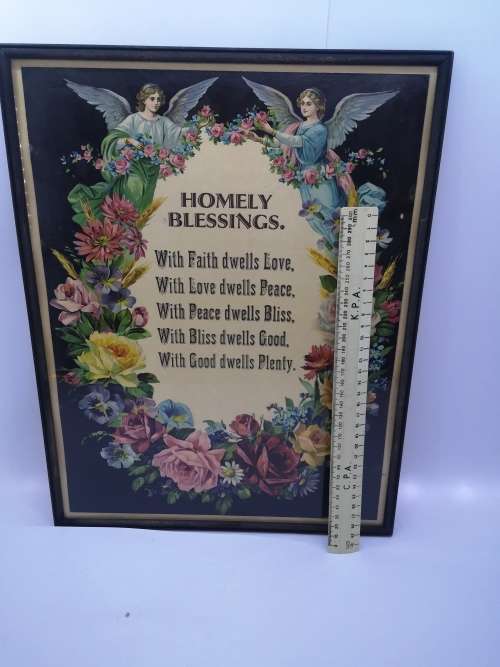 HOMELY
BLESSINGS.
With Faith dwells Love,
With Love dwells Peace,
With Peace dwells Bliss,
With Bliss dwells Good,
With Good dwells Plenty.
K.P.A.
C.P.A.
mm